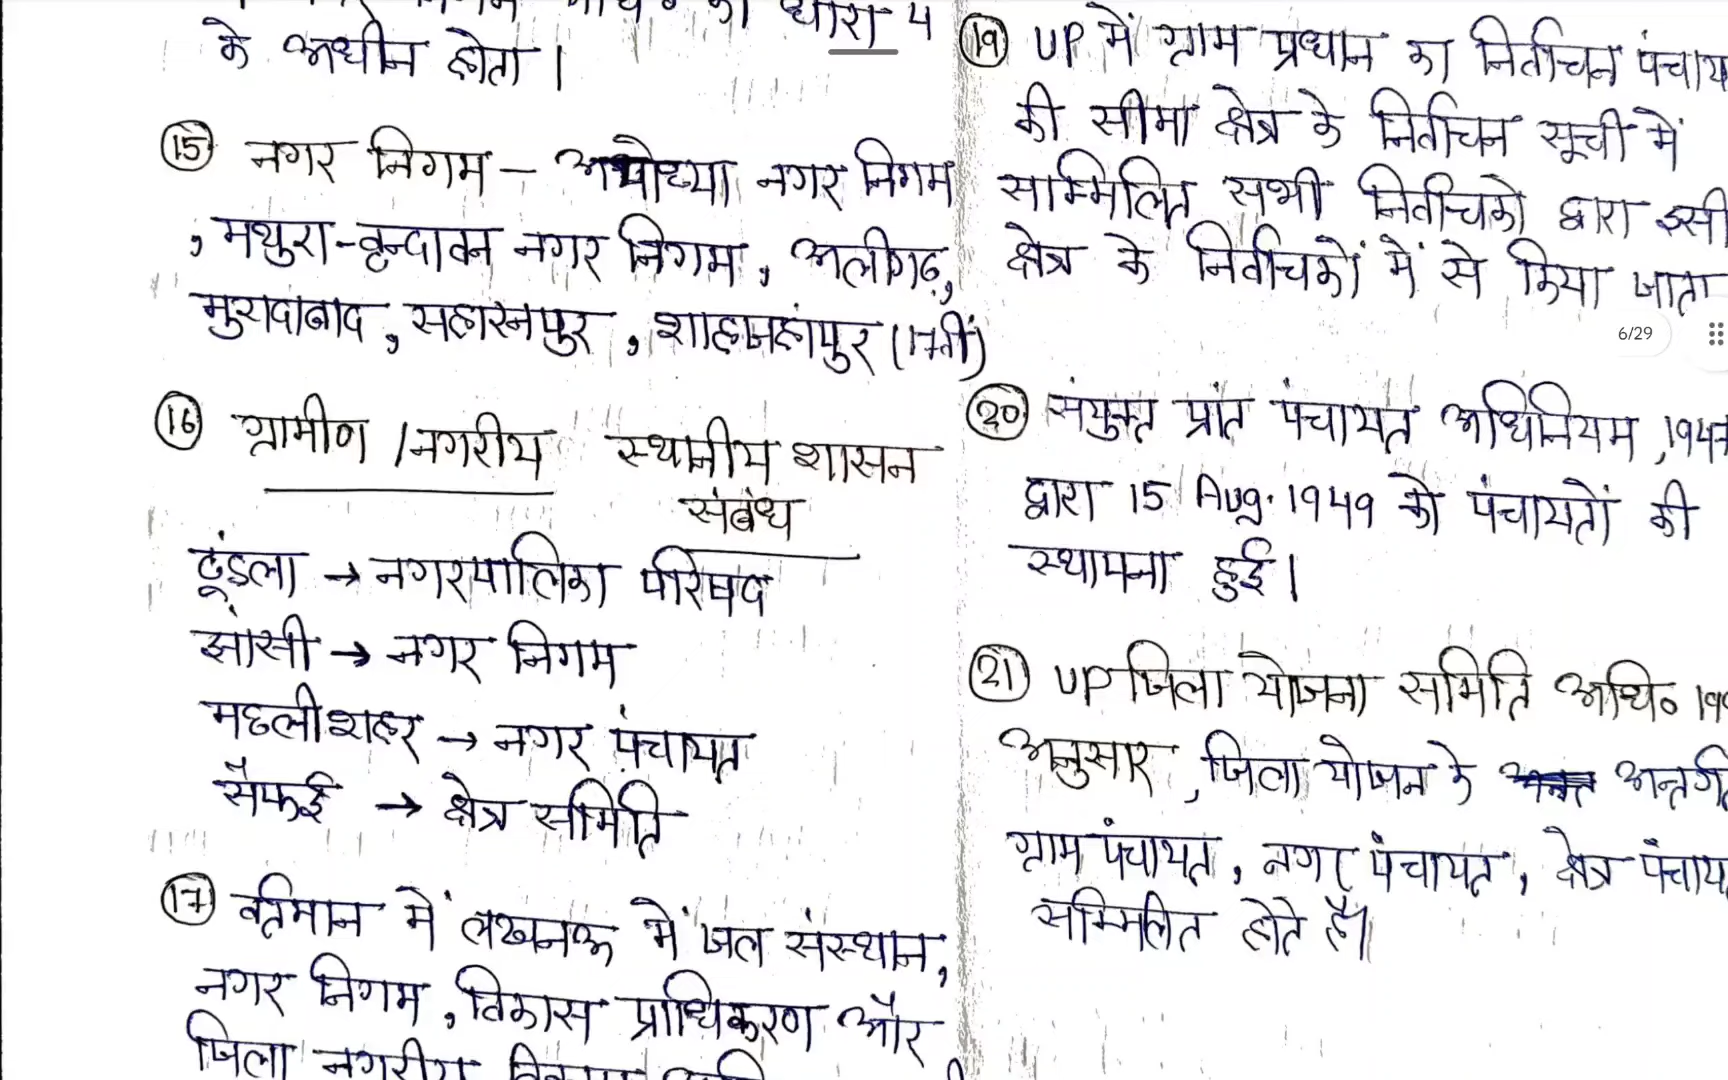 धारा 4
के अधीन होता।
(15) नगर निगम – अयोध्या नगर निगम
, मथुरा-वृन्दावन नगर निगम, अलीगढ़,
मुरादाबाद, सहारनपुर, शाहजहांपुर (17वीं)
(16) ग्रामीण /नगरीय स्थानीय शासन
संबंध
टूंडला → नगरपालिका परिषद
झांसी → नगर निगम
मछलीशहर → नगर पंचायत
सैफई → क्षेत्र समिति
(17) वर्तमान में लखनऊ में जल संस्थान,
नगर निगम, विकास प्राधिकरण और
जिला नगरीय
(19) UP में ग्राम प्रधान का निर्वाचन पंचाय
की सीमा क्षेत्र के निर्वाचन सूची में
सम्मिलित सभी निर्वाचको द्वारा इसी
क्षेत्र के निर्वाचकों में से किया जाता
6/29
(20) संयुक्त प्रांत पंचायत अधिनियम, 1947
द्वारा 15 Aug. 1949 को पंचायतों की
स्थापना हुई।
(21) UP जिला योजना समिति अधि० 199
अनुसार, जिला योजन के अन्तर्गत
ग्राम पंचायत, नगर पंचायत, क्षेत्र पंचाय
सम्मिलित होते हैं।